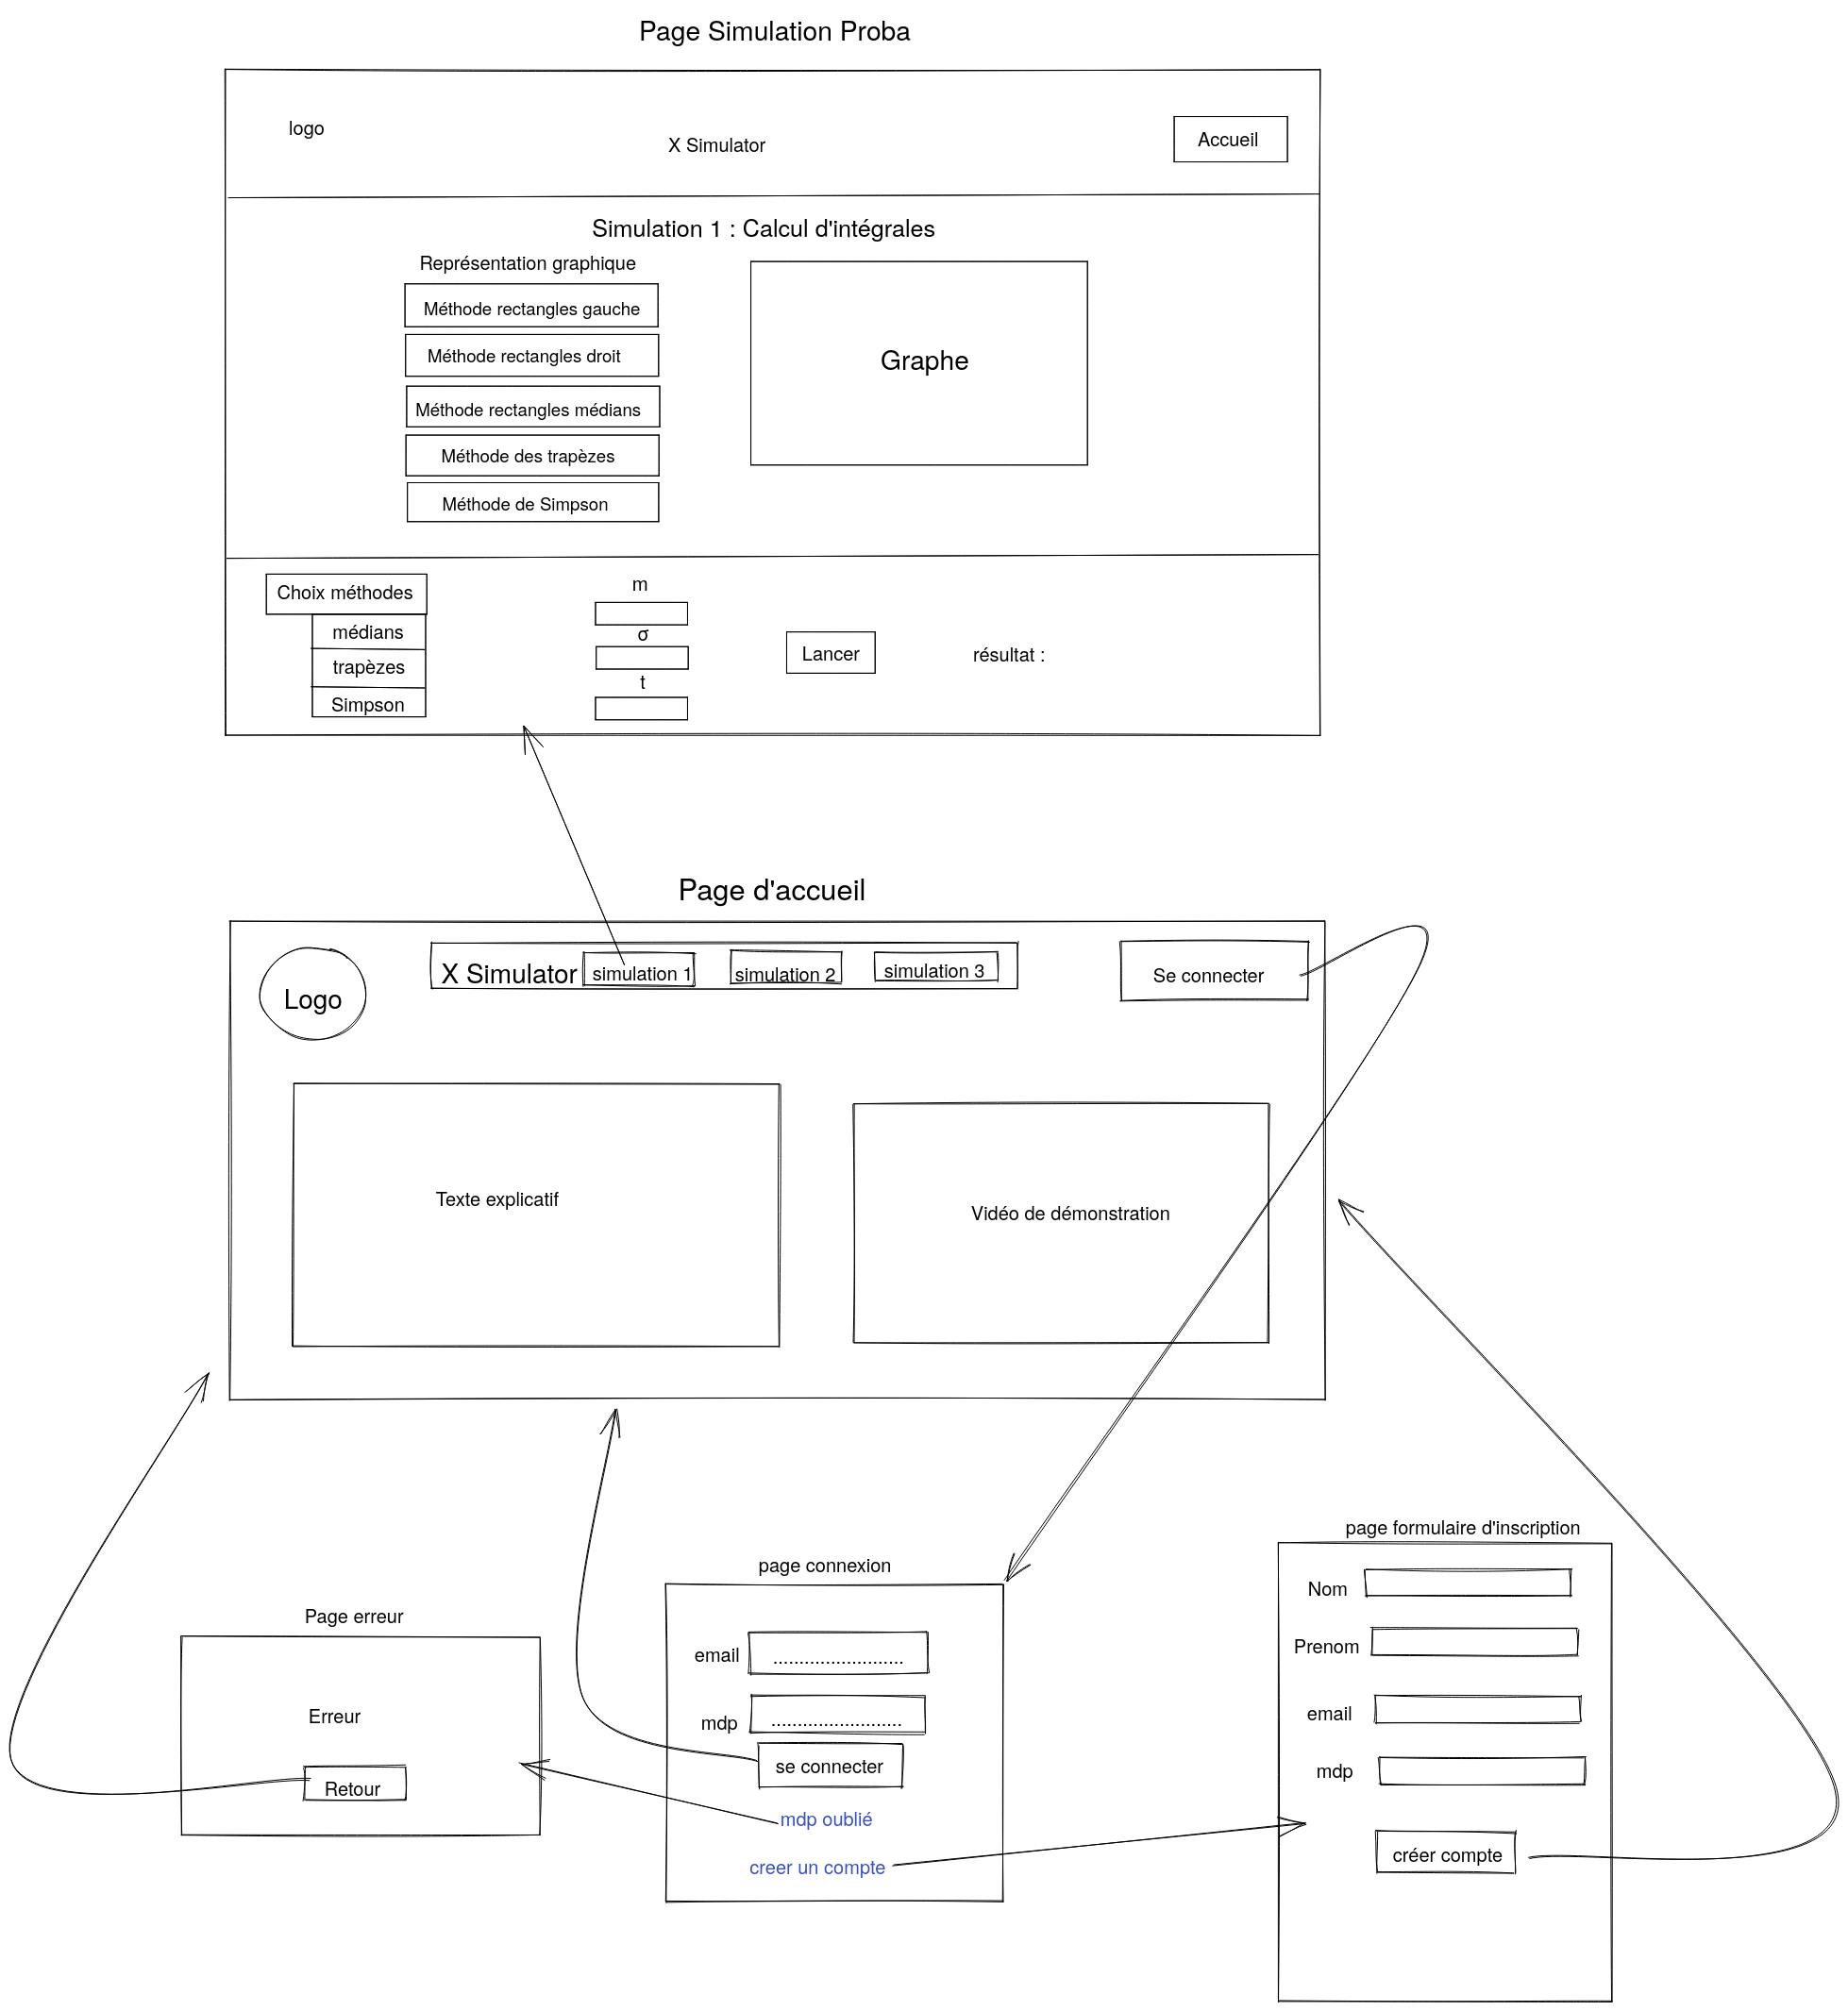 Page Simulation Proba
logo
X Simulator
Accueil
Simulation 1 : Calcul d'intégrales
Représentation graphique
Méthode rectangles gauche
Méthode rectangles droit
Méthode rectangles médians
Méthode des trapèzes
Méthode de Simpson
Graphe
Choix méthodes
médians
trapèzes
Simpson
m
σ
t
Lancer
résultat :
Page d'accueil
Logo
X Simulator
simulation 1
simulation 2
simulation 3
Se connecter
Texte explicatif
Vidéo de démonstration
Page erreur
Erreur
Retour
page connexion
email
.........................
mdp
.........................
se connecter
mdp oublié
creer un compte
page formulaire d'inscription
Nom
Prenom
email
mdp
créer compte